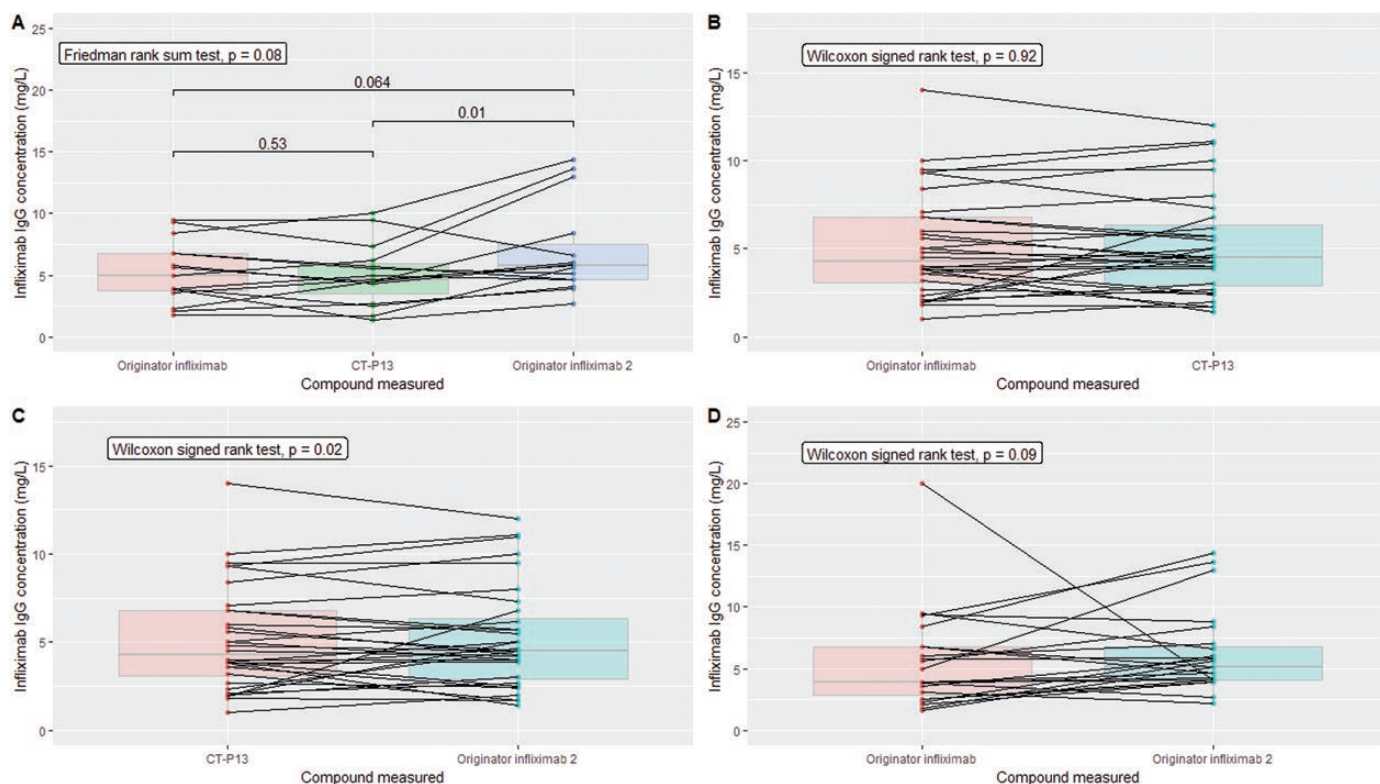 A
Friedman rank sum test, p = 0.08
0.064
0.01
0.53
Infliximab IgG concentration (mg/L)
25
20
15
10
5
0
Originator infliximab
CT-P13
Originator infliximab 2
Compound measured
B
Wilcoxon signed rank test, p = 0.92
Infliximab IgG concentration (mg/L)
15
10
5
0
Originator infliximab
CT-P13
Compound measured
C
Wilcoxon signed rank test, p = 0.02
Infliximab IgG concentration (mg/L)
15
10
5
0
CT-P13
Originator infliximab 2
Compound measured
D
Wilcoxon signed rank test, p = 0.09
Infliximab IgG concentration (mg/L)
25
20
15
10
5
0
Originator infliximab
Originator infliximab 2
Compound measured